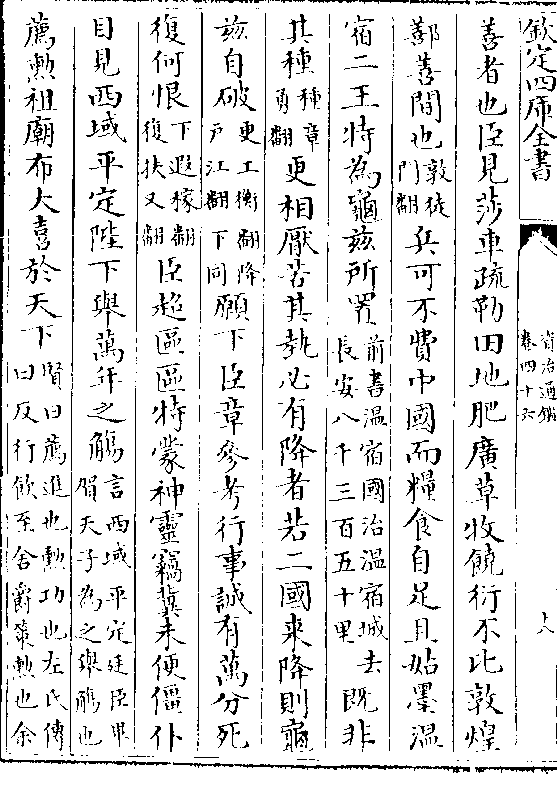 欽定四庫全書
資治通鑑
卷四十六
善者也臣見莎車疏勒田地肥廣草牧饒衍不比敦煌
鄯善間也敦徒門翻兵可不費中國而糧食自足且姑墨溫
宿二王特為龜兹所置前書溫宿國治溫宿城去長安八千三百五十里既非
其種種章勇翻更相厭苦其埶必有降者若二國來降則龜
兹自破更工衡翻降户江翻下同願下臣章參考行事誠有萬分死
復何恨下遐稼翻復扶又翻臣超區區特蒙神靈竊冀未便僵仆
目見西域平定陛下舉萬年之觴言西域平定廷臣畢賀天子為之舉觴也
薦勲祖廟布大喜於天下賢曰薦進也勲功也左氏傳曰反行飲至舍爵策勲也余